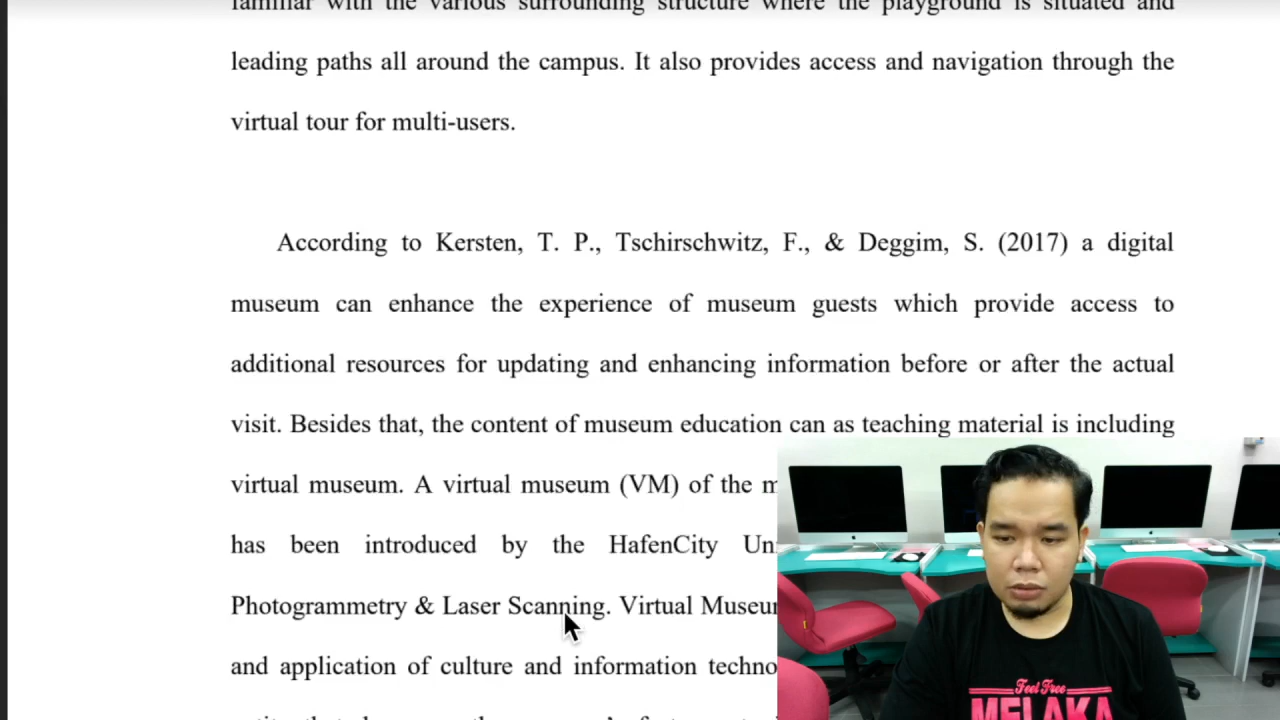 familiar with the various surrounding structure where the playground is situated and
leading paths all around the campus. It also provides access and navigation through the
virtual tour for multi-users.
According to Kersten, T. P., Tschirschwitz, F., & Deggim, S. (2017) a digital
museum can enhance the experience of museum guests which provide access to
additional resources for updating and enhancing information before or after the actual
visit. Besides that, the content of museum education can as teaching material is including
virtual museum. A virtual museum (VM) of the
has been introduced by the HafenCity
Photogrammetry & Laser Scanning. Virtual
and application of culture and information
Feel Free
MELAKA